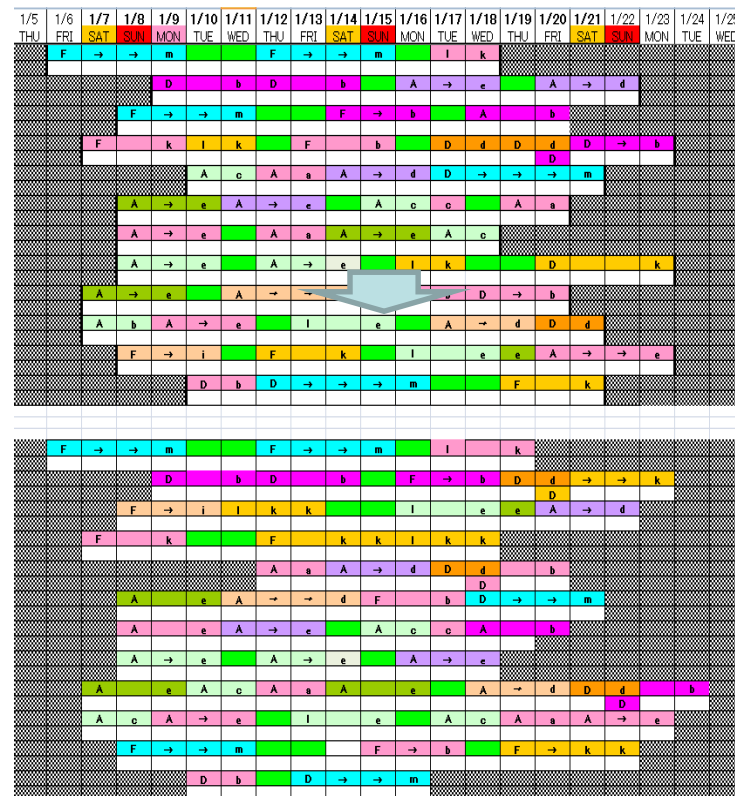 1/5 1/6 1/7 1/8 1/9 1/10 1/11 1/12 1/13 1/14 1/15 1/16 1/17 1/18 1/19 1/20 1/21 1/22 1/23 1/24 1/25
THU FRI SAT SUN MON TUE WED THU FRI SAT SUN MON TUE WED THU FRI SAT SUN MON TUE WED
F → → m F → → m I k
D b D b A → e A → d
F → → m F → b A b
F k I k F b D d D d D → b
D
A c A a A → d D → → → m
A → e A → e A c c A a
A → e A a A → e A c
A → e A → e I k D k
A → e A → D → b
A b A → e I e A → d D d
F → i F k I e e A → → e
D b D → → → m F k
F → → m F → → m I k
D b D b F → b D d → → k
D
F → i I k k I e e A → d
F k F k k I k k
A a A → d D d b
D
A e A → → d F b D → → m
A e A → e A c c A b
A → e A → e A → e
A e A c A a A e A → d D d b
D
A c A → e I e A c A a A → e
F → → m F → b F → k k
D b D → → m